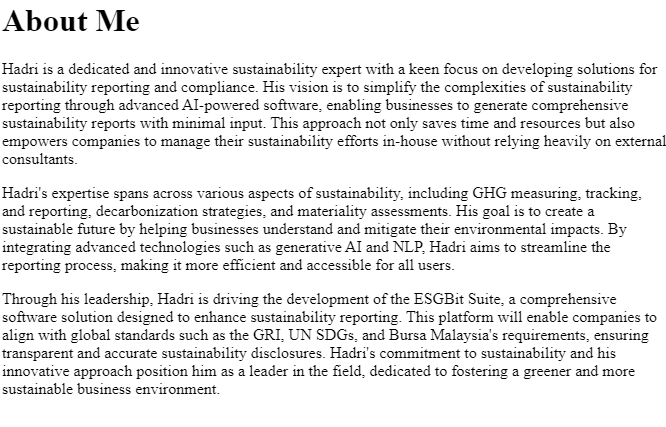 About Me
Hadri is a dedicated and innovative sustainability expert with a keen focus on developing solutions for
sustainability reporting and compliance. His vision is to simplify the complexities of sustainability
reporting through advanced AI-powered software, enabling businesses to generate comprehensive
sustainability reports with minimal input. This approach not only saves time and resources but also
empowers companies to manage their sustainability efforts in-house without relying heavily on external
consultants.
Hadri's expertise spans across various aspects of sustainability, including GHG measuring, tracking,
and reporting, decarbonization strategies, and materiality assessments. His goal is to create a
sustainable future by helping businesses understand and mitigate their environmental impacts. By
integrating advanced technologies such as generative AI and NLP, Hadri aims to streamline the
reporting process, making it more efficient and accessible for all users.
Through his leadership, Hadri is driving the development of the ESGBit Suite, a comprehensive
software solution designed to enhance sustainability reporting. This platform will enable companies to
align with global standards such as the GRI, UN SDGs, and Bursa Malaysia's requirements, ensuring
transparent and accurate sustainability disclosures. Hadri's commitment to sustainability and his
innovative approach position him as a leader in the field, dedicated to fostering a greener and more
sustainable business environment.